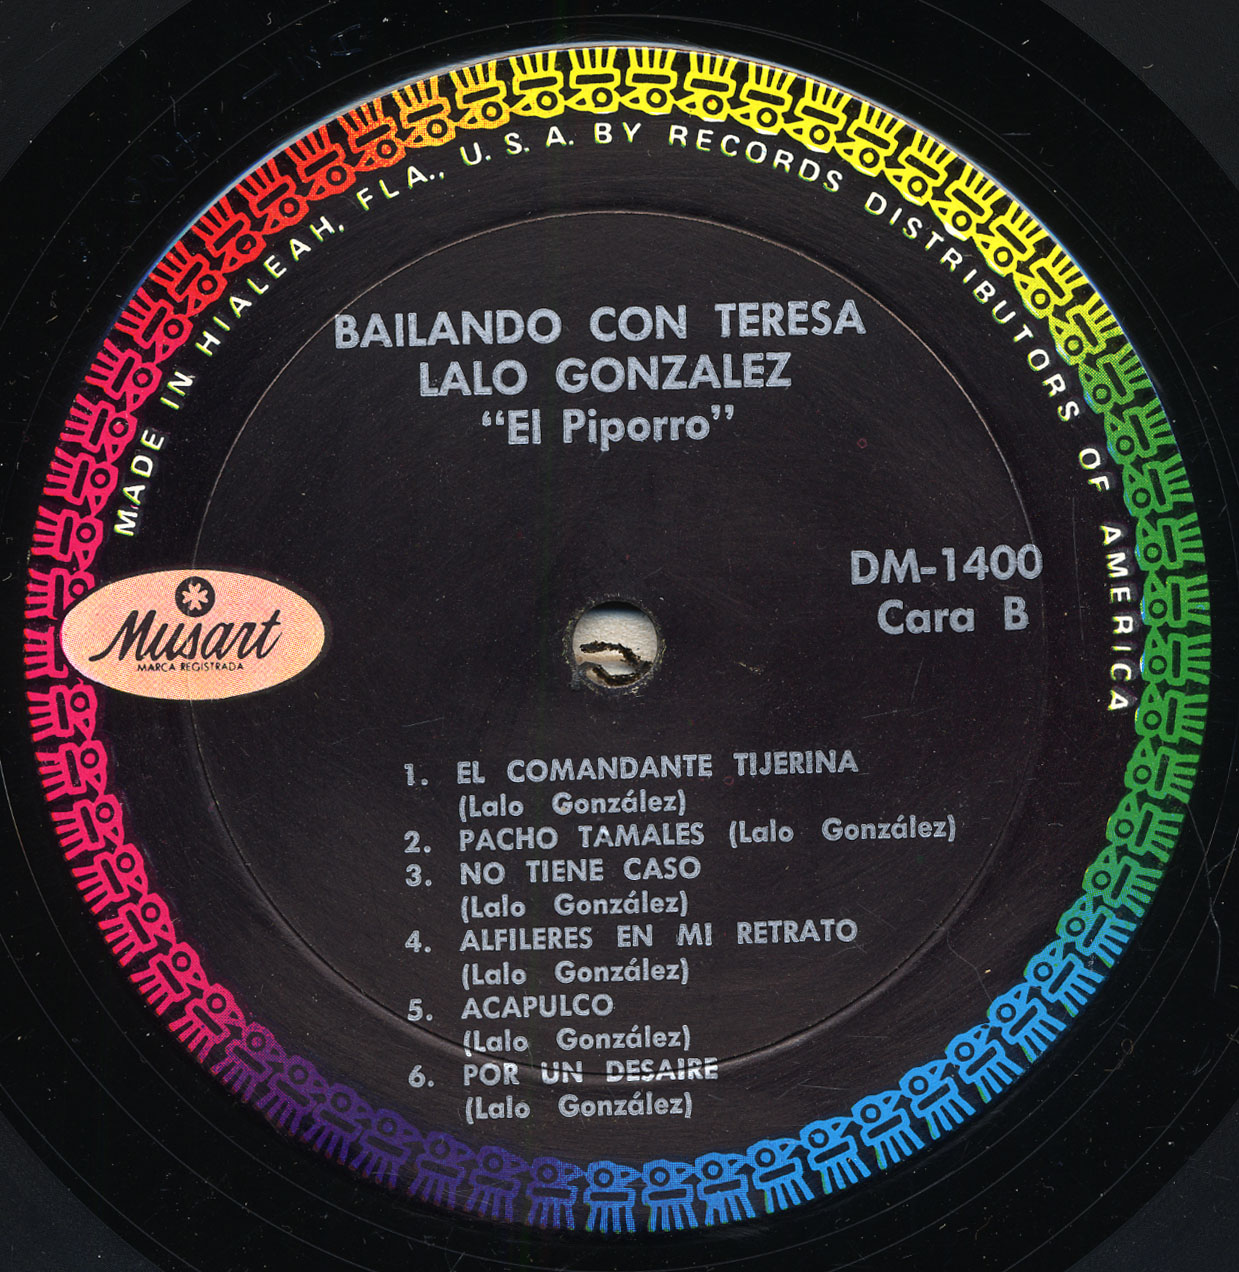 MADE IN HIALEAH, FLA., U. S. A. BY RECORDS DISTRIBUTORS OF AMERICA
BAILANDO CON TERESA
LALO GONZALEZ
"El Piporro"
DM-1400
Cara B
Musart
MARCA REGISTRADA
1. EL COMANDANTE TIJERINA
(Lalo González)
2. PACHO TAMALES (Lalo González)
3. NO TIENE CASO
(Lalo González)
4. ALFILERES EN MI RETRATO
(Lalo González)
5. ACAPULCO
(Lalo González)
6. POR UN DESAIRE
(Lalo González)